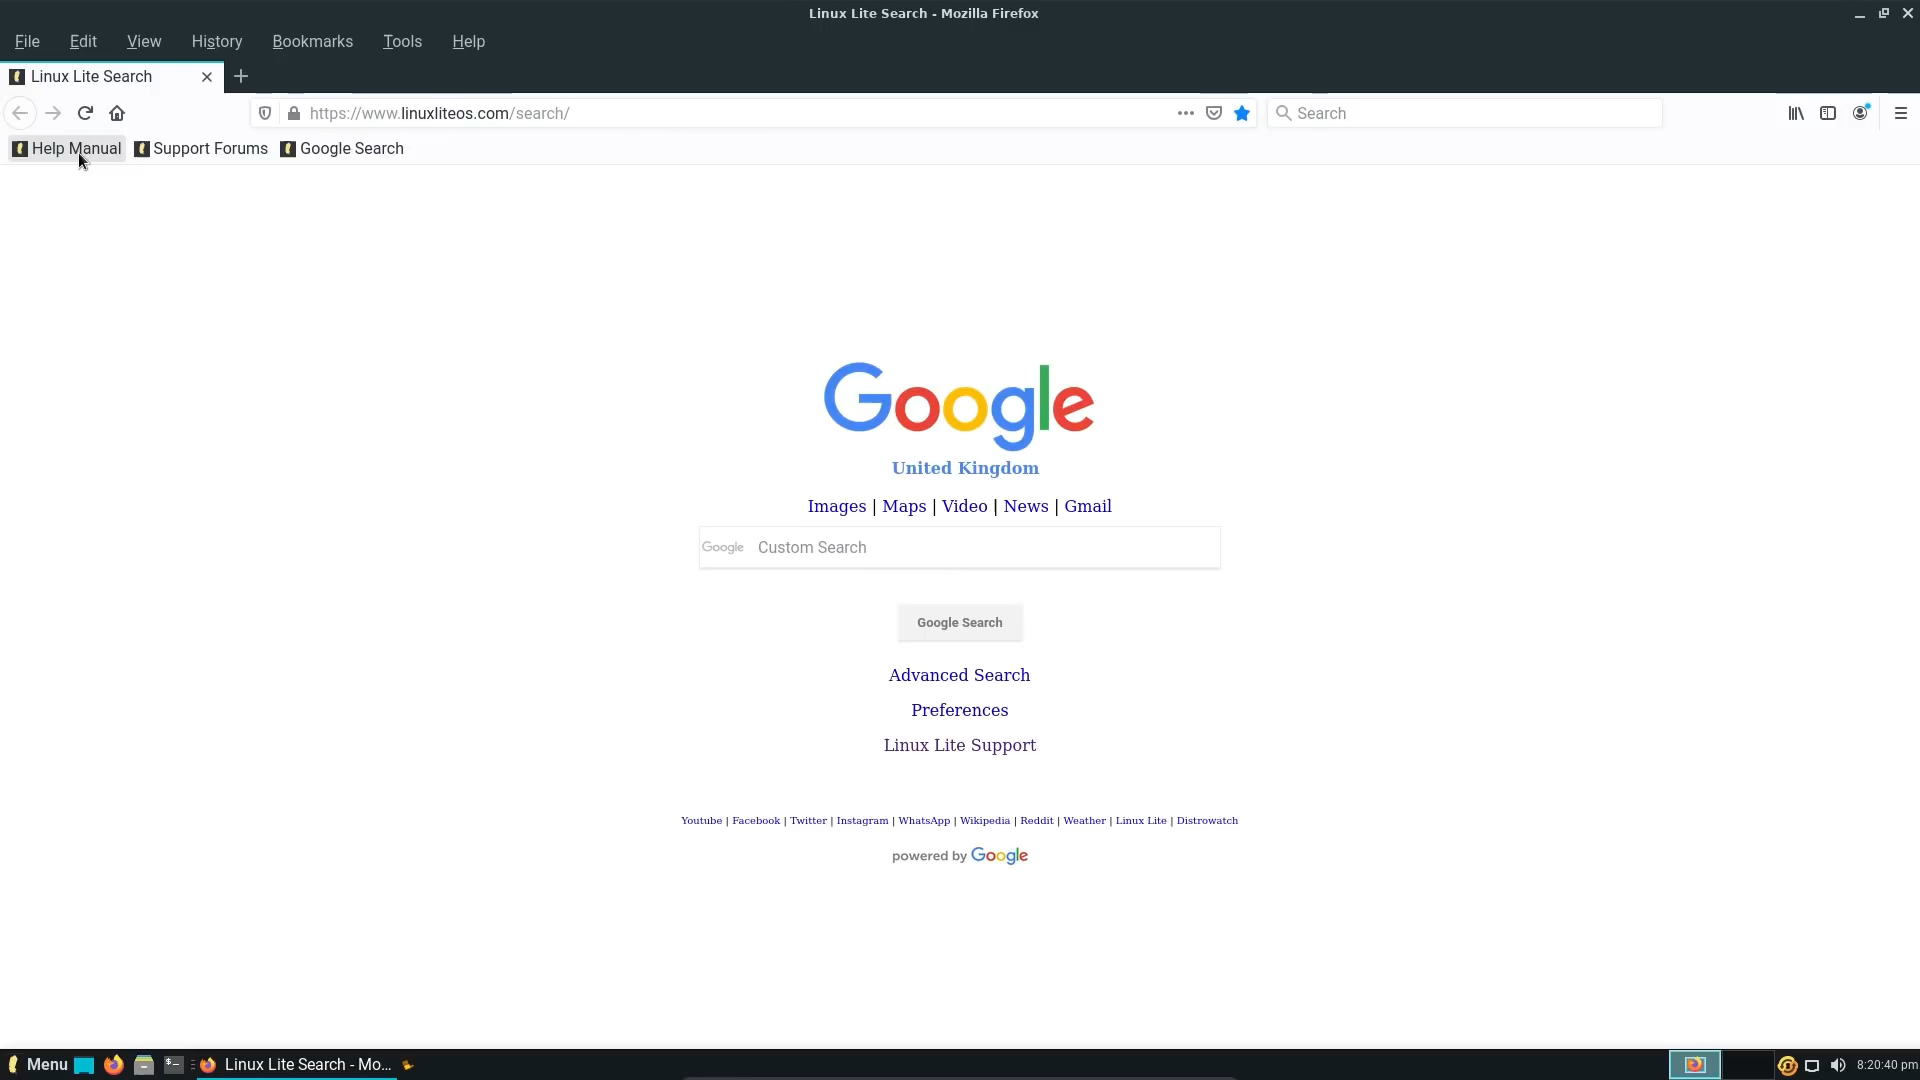 Linux Lite Search - Mozilla Firefox
File Edit View History Bookmarks Tools Help
Linux Lite Search
https://www.linuxliteos.com/search/
Search
Help Manual Support Forums Google Search
Google
United Kingdom
Images | Maps | Video | News | Gmail
Google Custom Search
Google Search
Advanced Search
Preferences
Linux Lite Support
Youtube | Facebook | Twitter | Instagram | WhatsApp | Wikipedia | Reddit | Weather | Linux Lite | Distrowatch
powered by Google
Menu Linux Lite Search - Mo... 8:20:40 pm